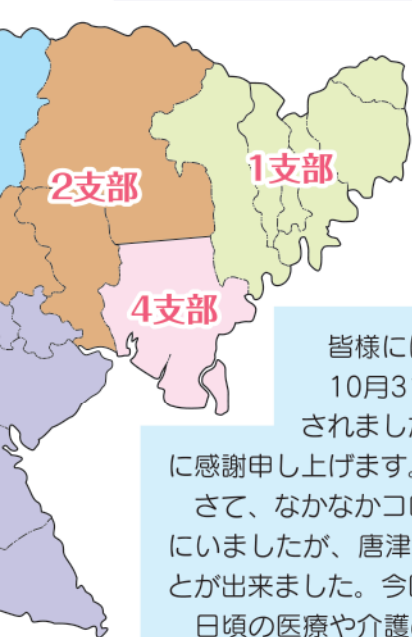 1支部
2支部
4支部
皆様に
10月3
されました
に感謝申し上げます。
さて、なかなかコ
にいましたが、唐津
とが出来ました。今
日頃の医療や介護